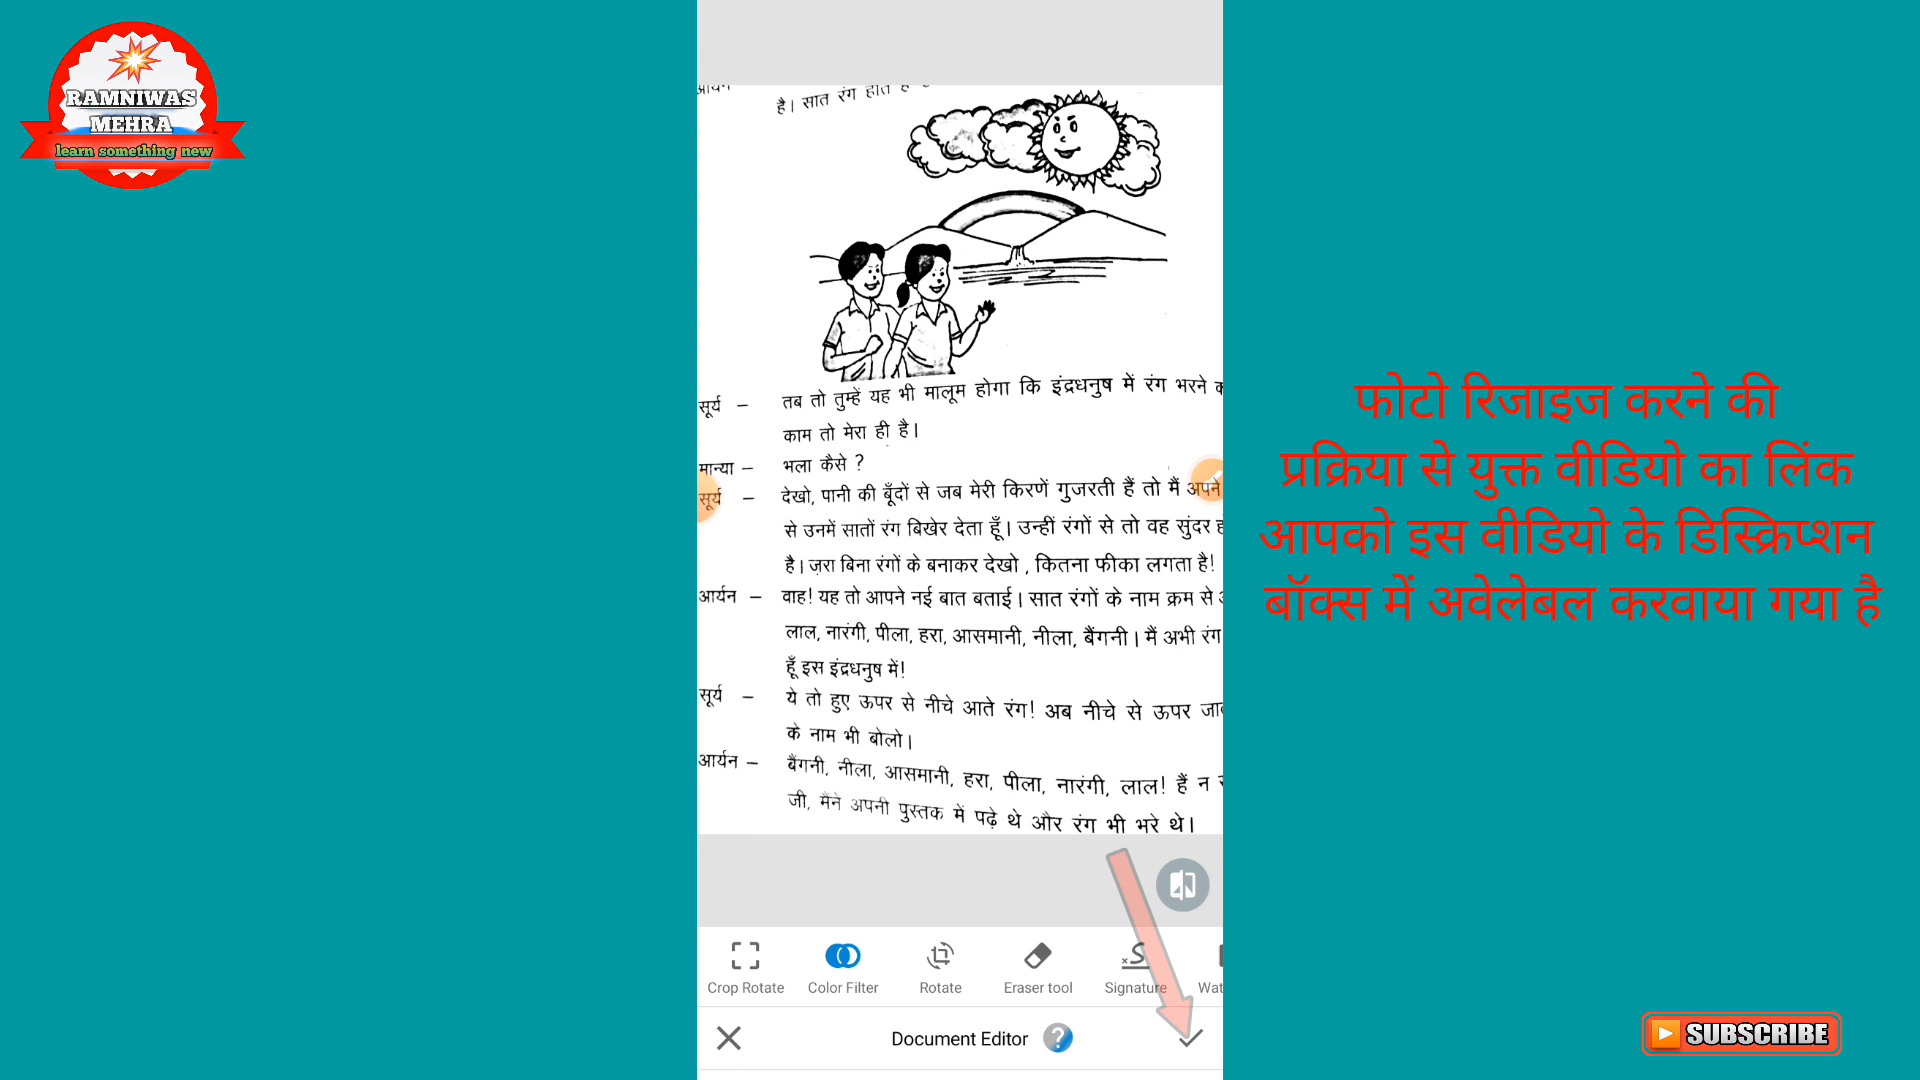 RAMNIWAS
MEHRA
learn something new
है। सात रंग होते है
सूर्य – तब तो तुम्हें यह भी मालूम होगा कि इंद्रधनुष में रंग भरने
काम तो मेरा ही है।
मान्या – भला कैसे ?
सूर्य – देखो, पानी की बूँदों से जब मेरी किरणें गुजरती हैं तो मैं अपने
से उनमें सातों रंग बिखेर देता हूँ। उन्हीं रंगों से तो वह सुंदर
है। ज़रा बिना रंगों के बनाकर देखो , कितना फीका लगता है!
आर्यन – वाह! यह तो आपने नई बात बताई। सात रंगों के नाम क्रम से
लाल, नारंगी, पीला, हरा, आसमानी, नीला, बैंगनी। मैं अभी रंग
हूँ इस इंद्रधनुष में!
सूर्य – ये तो हुए ऊपर से नीचे आते रंग! अब नीचे से ऊपर
के नाम भी बोलो।
आर्यन – बैंगनी, नीला, आसमानी, हरा, पीला, नारंगी, लाल! हैं न
जी, मैंने अपनी पुस्तक में पढ़े थे और रंग भी भरे थे।
Crop Rotate Color Filter Rotate Eraser tool Signature Wat
Document Editor ?
फोटो रिजाइज करने की
प्रक्रिया से युक्त वीडियो का लिंक
आपको इस वीडियो के डिस्क्रिप्शन
बॉक्स में अवेलेबल करवाया गया है
SUBSCRIBE